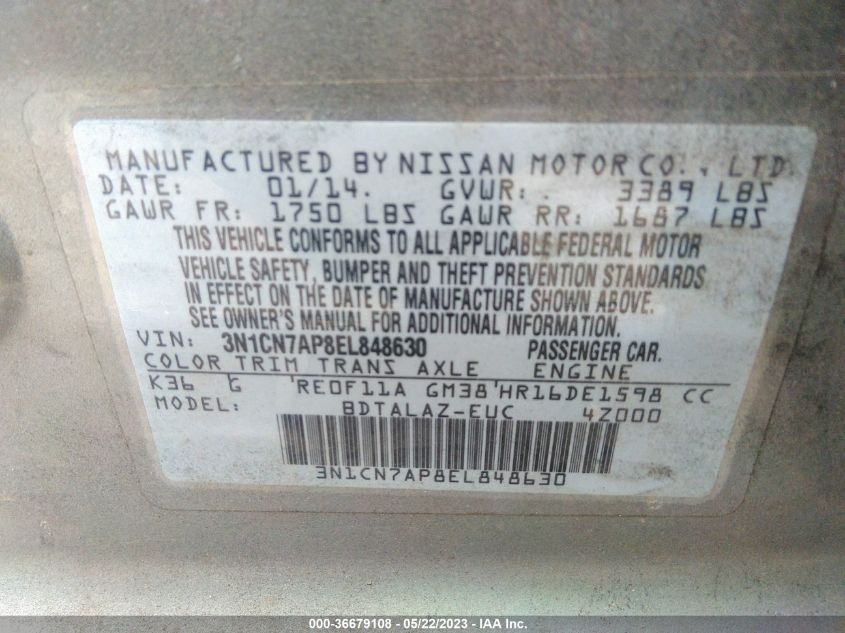 MANUFACTURED BY NISSAN MOTOR CO., LTD.
DATE: 01/14. GVWR: . 3389 LBS
GAWR FR: 1750 LBS GAWR RR: 1687 LBS
THIS VEHICLE CONFORMS TO ALL APPLICABLE FEDERAL MOTOR
VEHICLE SAFETY, BUMPER AND THEFT PREVENTION STANDARDS
IN EFFECT ON THE DATE OF MANUFACTURE SHOWN ABOVE.
SEE OWNER'S MANUAL FOR ADDITIONAL INFORMATION.
VIN: 3N1CN7AP8EL848630 PASSENGER CAR.
COLOR TRIM TRANS AXLE ENGINE
K36 G 'RE0F11A GM38'HR16DE1598 CC
MODEL: BDTALAZ-EUC 4Z000
3N1CN7AP8EL848630
000-36679108 - 05/22/2023 - IAA Inc.